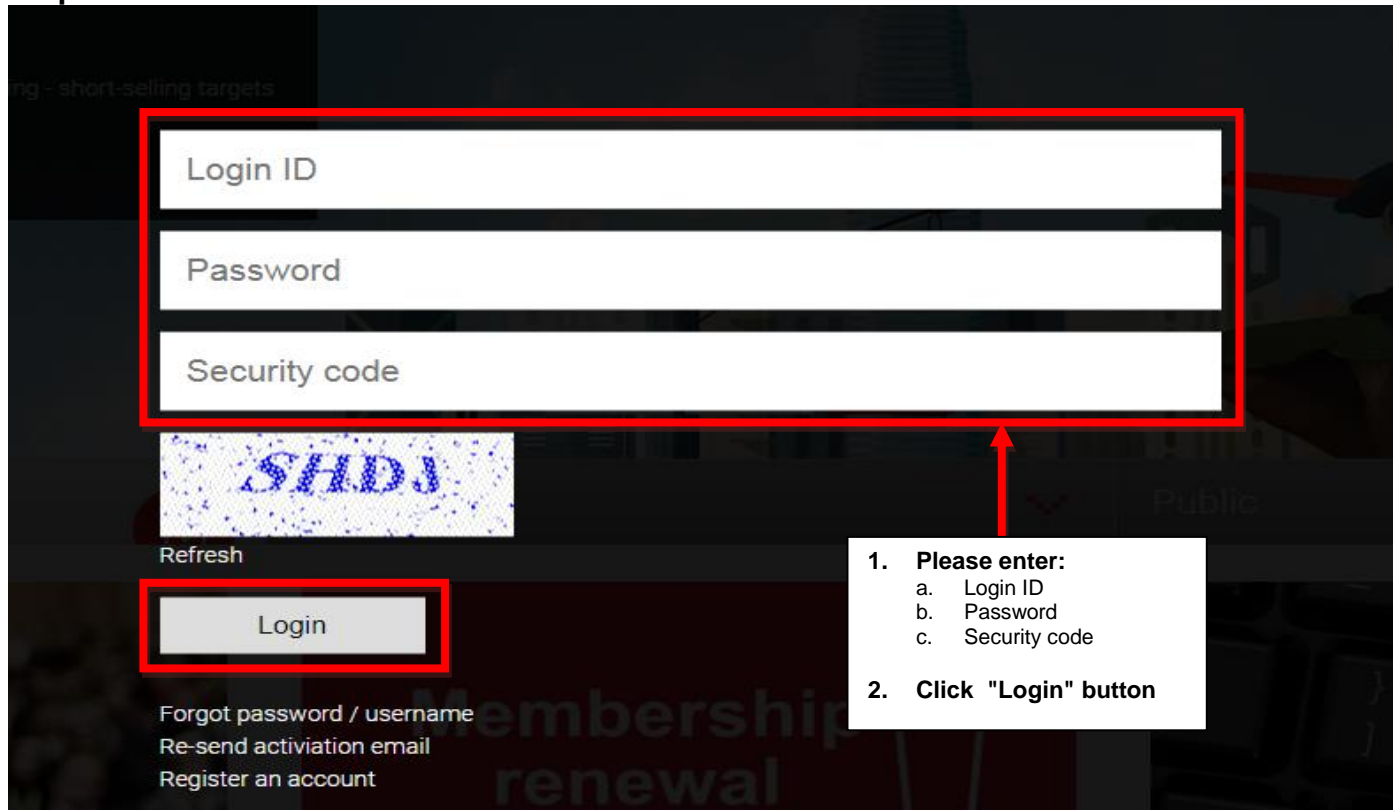 ng - short-selling targets
Login ID
Password
Security code
SHDJ
Public
Refresh
1. Please enter:
a. Login ID
b. Password
c. Security code
Login
2. Click "Login" button
Forgot password / username
Membership
Re-send activiation email
renewal
Register an account